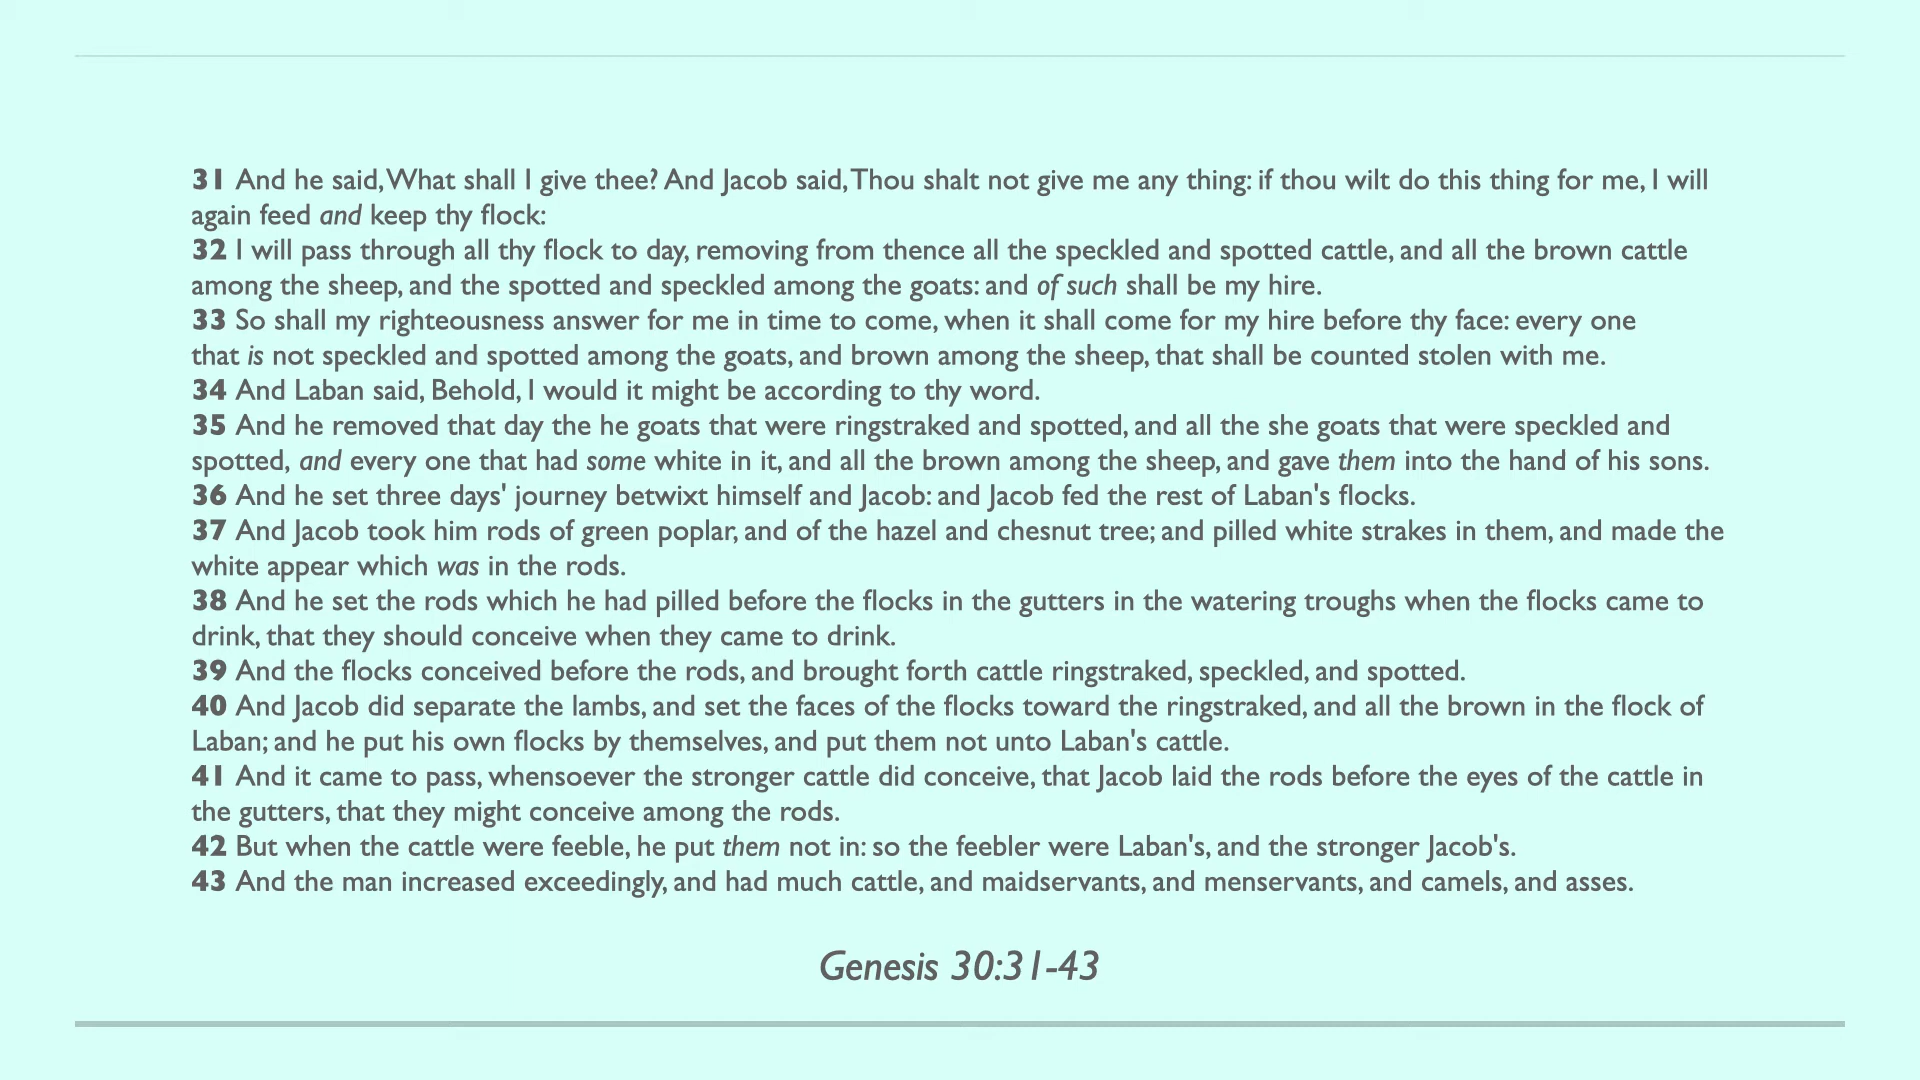 31 And he said, What shall I give thee? And Jacob said, Thou shalt not give me any thing: if thou wilt do this thing for me, I will
again feed and keep thy flock:
32 I will pass through all thy flock to day, removing from thence all the speckled and spotted cattle, and all the brown cattle
among the sheep, and the spotted and speckled among the goats: and of such shall be my hire.
33 So shall my righteousness answer for me in time to come, when it shall come for my hire before thy face: every one
that is not speckled and spotted among the goats, and brown among the sheep, that shall be counted stolen with me.
34 And Laban said, Behold, I would it might be according to thy word.
35 And he removed that day the he goats that were ringstraked and spotted, and all the she goats that were speckled and
spotted, and every one that had some white in it, and all the brown among the sheep, and gave them into the hand of his sons.
36 And he set three days' journey betwixt himself and Jacob: and Jacob fed the rest of Laban's flocks.
37 And Jacob took him rods of green poplar, and of the hazel and chesnut tree; and pilled white strakes in them, and made the
white appear which was in the rods.
38 And he set the rods which he had pilled before the flocks in the gutters in the watering troughs when the flocks came to
drink, that they should conceive when they came to drink.
39 And the flocks conceived before the rods, and brought forth cattle ringstraked, speckled, and spotted.
40 And Jacob did separate the lambs, and set the faces of the flocks toward the ringstraked, and all the brown in the flock of
Laban; and he put his own flocks by themselves, and put them not unto Laban's cattle.
41 And it came to pass, whensoever the stronger cattle did conceive, that Jacob laid the rods before the eyes of the cattle in
the gutters, that they might conceive among the rods.
42 But when the cattle were feeble, he put them not in: so the feebler were Laban's, and the stronger Jacob's.
43 And the man increased exceedingly, and had much cattle, and maidservants, and menservants, and camels, and asses.
Genesis 30:31-43